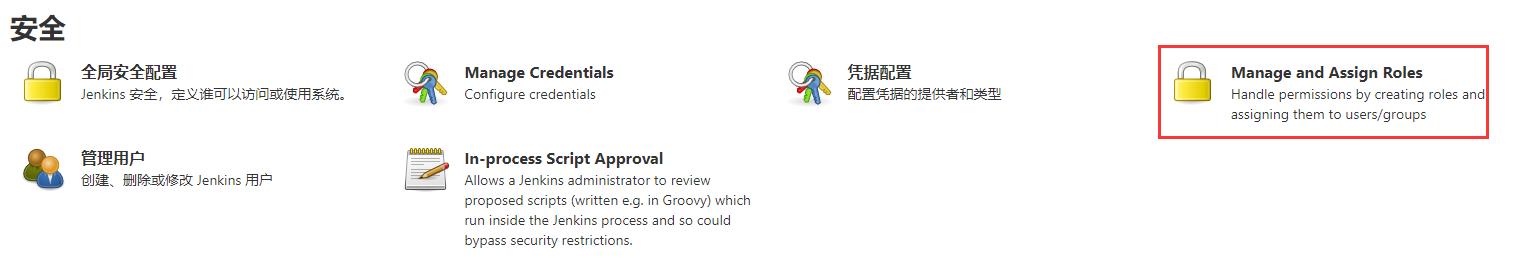 安全
全局安全配置
Jenkins 安全，定义谁可以访问或使用系统。
Manage Credentials
Configure credentials
凭据配置
配置凭据的提供者和类型
Manage and Assign Roles
Handle permissions by creating roles and
assigning them to users/groups
管理用户
创建、删除或修改 Jenkins 用户
In-process Script Approval
Allows a Jenkins administrator to review
proposed scripts (written e.g. in Groovy) which
run inside the Jenkins process and so could
bypass security restrictions.